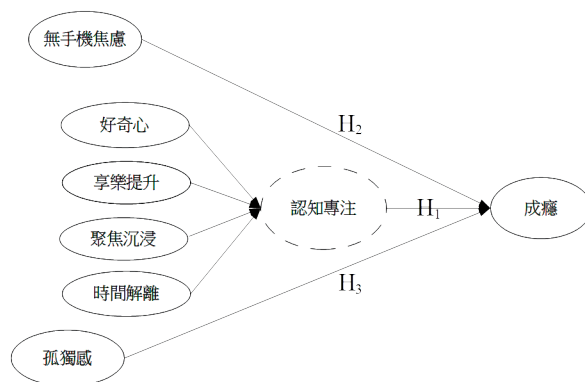 無手機焦慮
H2
好奇心
享樂提升
認知專注
H1
成癮
聚焦沉浸
時間解離
H3
孤獨感